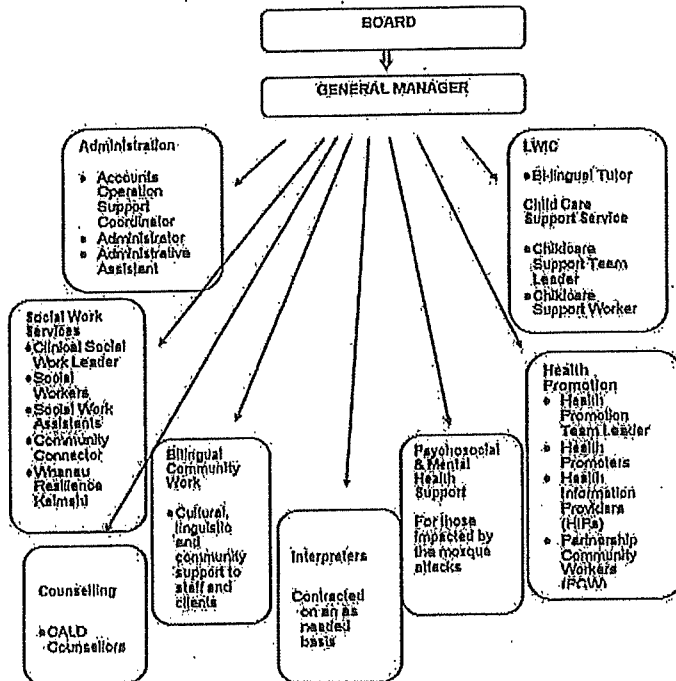 BOARD
GENERAL MANAGER
Administration
• Accounts
Operation
Support
Coordinator
• Administrator
• Administrative
Assistant
LWIC
• Bi-lingual Tutor
Child Care
Support Service
• Childcare
Support Team
Leader
• Childcare
Support Worker
Social Work
Services
• Clinical Social
Work Leader
• Social
Workers
• Social Work
Assistants
• Community
Connector
• Whanau
Resilience
Kaimahi
Health
Promotion
• Health
Promotion
Team Leader
• Health
Promoters
• Health
Information
Providers
(HIPs)
• Partnership
Community
Workers
(PCW)
Bilingual
Community
Work
• Cultural,
linguistic
and
community
support to
staff and
clients
Psychosocial
& Mental
Health
Support
For those
impacted by
the mosque
attacks
Interpreters
Contracted
on an as
needed
basis
Counselling
• CALD
Counsellors